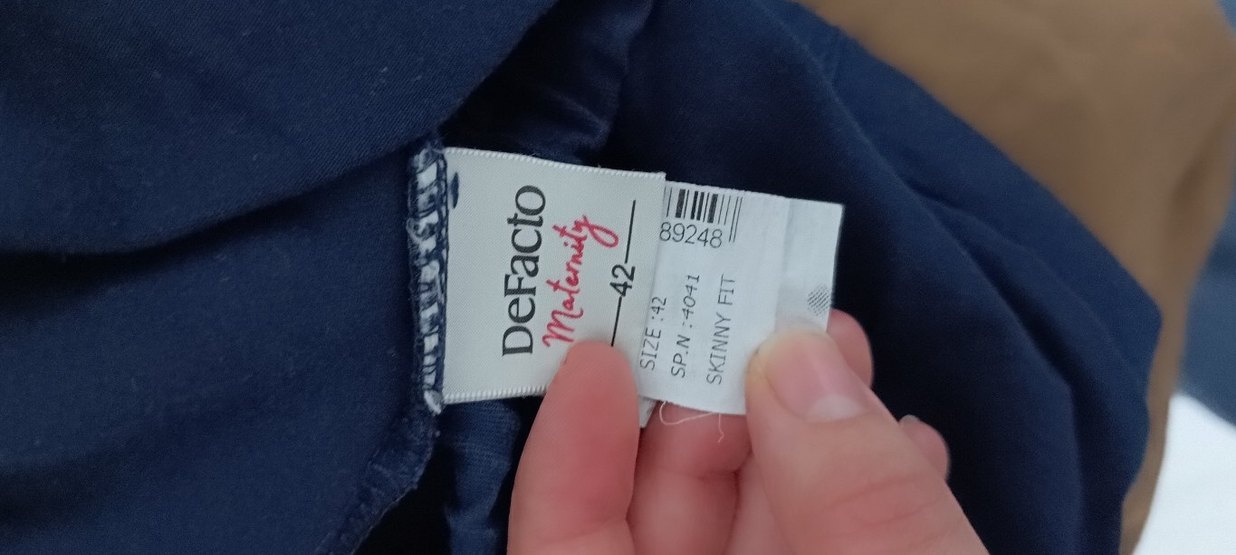 DeFacto
Maternity
42
89248
SIZE :42
SP.N : 4041
SKINNY FIT